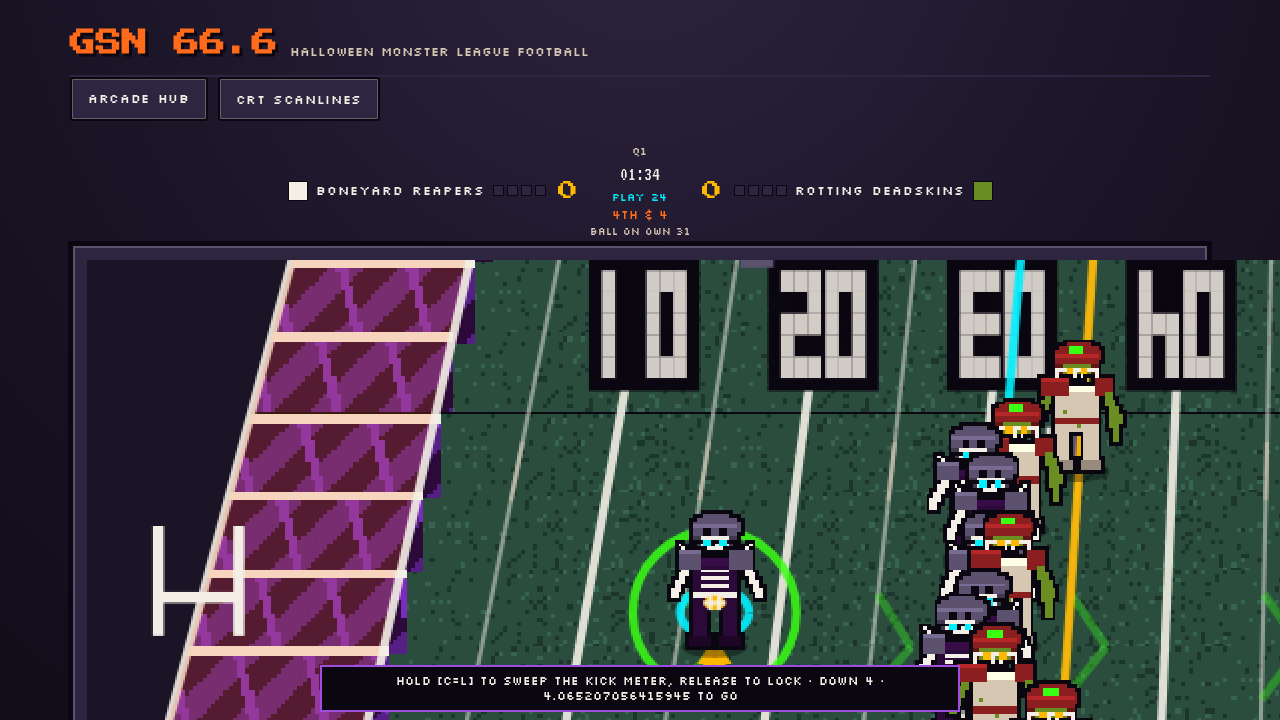 GSN 66.6 HALLOWEEN MONSTER LEAGUE FOOTBALL
ARCADE HUB CRT SCANLINES
Q1
01:34
BONEYARD REAPERS 0 0 ROTTING DEADSKINS
PLAY 24
4TH & 4
BALL ON OWN 31
10 20 30 40
HOLD [C=L] TO SWEEP THE KICK METER, RELEASE TO LOCK · DOWN 4 ·
4.065207056415945 TO GO